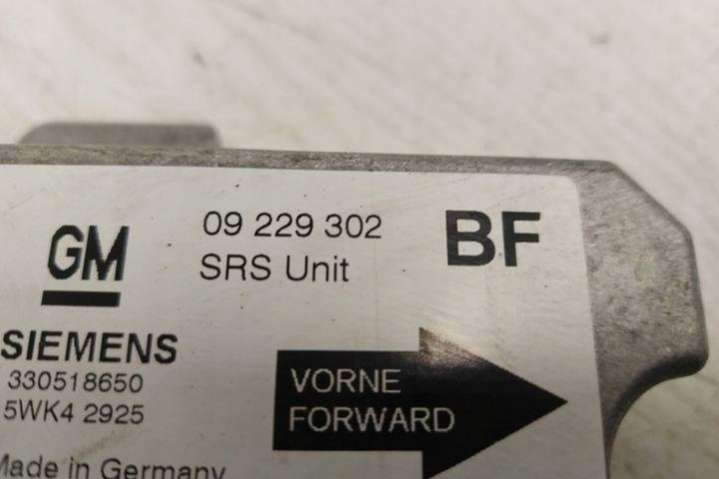 GM
09 229 302
SRS Unit
BF
SIEMENS
330518650
5WK4 2925
Made in Germany
VORNE
FORWARD